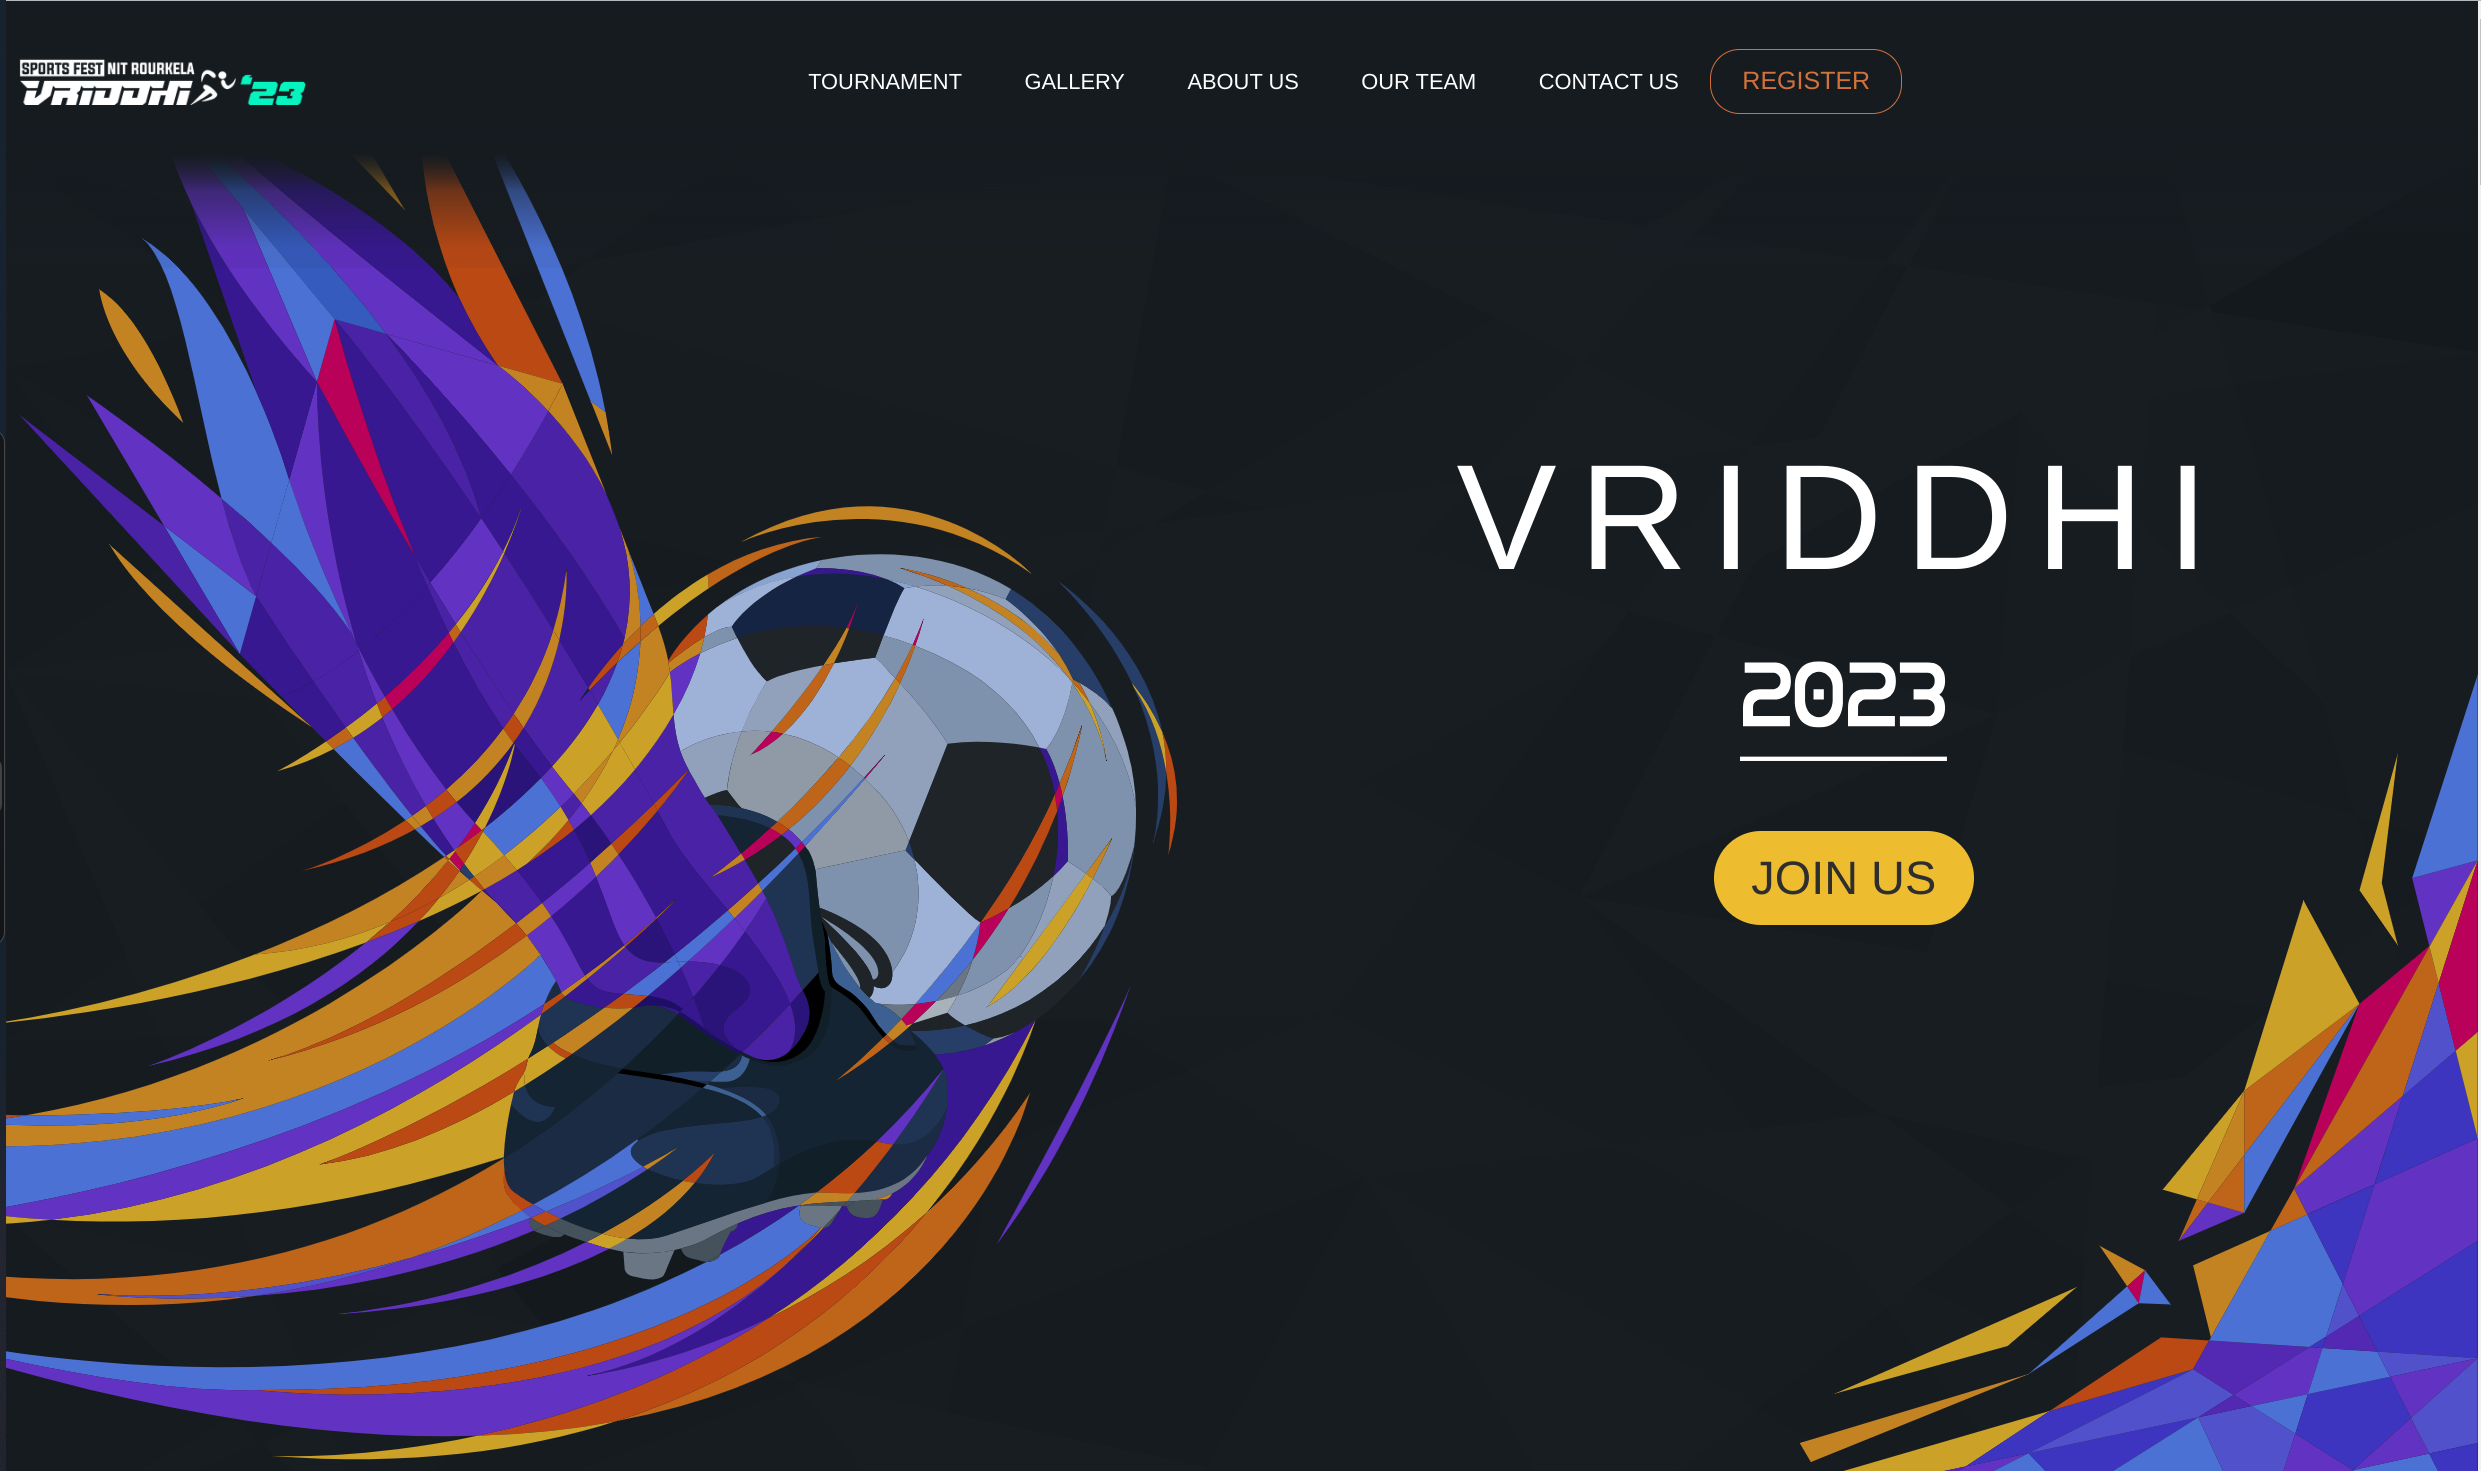 SPORTS FEST NIT ROURKELA
VRIDDHI '23
TOURNAMENT GALLERY ABOUT US OUR TEAM CONTACT US REGISTER
VRIDDHI
2023
JOIN US